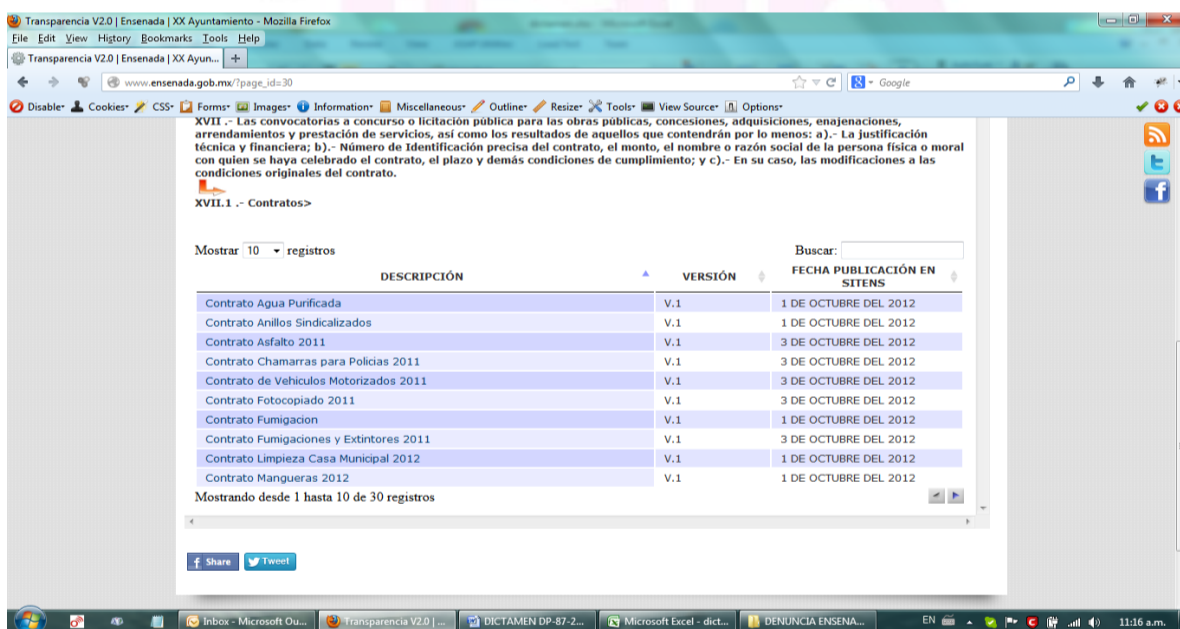 Transparencia V2.0 | Ensenada | XX Ayuntamiento - Mozilla Firefox
File Edit View History Bookmarks Tools Help
Transparencia V2.0 | Ensenada | XX Ayun... +
www.ensenada.gob.mx/?page_id=30 Google
Disable Cookies CSS Forms Images Information Miscellaneous Outline Resize Tools View Source Options
XVII .- Las convocatorias a concurso o licitación pública para las obras públicas, concesiones, adquisiciones, enajenaciones,
arrendamientos y prestación de servicios, así como los resultados de aquellos que contendrán por lo menos: a).- La justificación
técnica y financiera; b).- Número de Identificación precisa del contrato, el monto, el nombre o razón social de la persona física o moral
con quien se haya celebrado el contrato, el plazo y demás condiciones de cumplimiento; y c).- En su caso, las modificaciones a las
condiciones originales del contrato.
XVII.1 .- Contratos>
Mostrar 10 registros Buscar:
DESCRIPCIÓN VERSIÓN FECHA PUBLICACIÓN EN
SITENS
Contrato Agua Purificada V.1 1 DE OCTUBRE DEL 2012
Contrato Anillos Sindicalizados V.1 1 DE OCTUBRE DEL 2012
Contrato Asfalto 2011 V.1 3 DE OCTUBRE DEL 2012
Contrato Chamarras para Policias 2011 V.1 3 DE OCTUBRE DEL 2012
Contrato de Vehiculos Motorizados 2011 V.1 3 DE OCTUBRE DEL 2012
Contrato Fotocopiado 2011 V.1 3 DE OCTUBRE DEL 2012
Contrato Fumigacion V.1 1 DE OCTUBRE DEL 2012
Contrato Fumigaciones y Extintores 2011 V.1 3 DE OCTUBRE DEL 2012
Contrato Limpieza Casa Municipal 2012 V.1 1 DE OCTUBRE DEL 2012
Contrato Mangueras 2012 V.1 1 DE OCTUBRE DEL 2012
Mostrando desde 1 hasta 10 de 30 registros
Share Tweet
Inbox - Microsoft Ou... Transparencia V2.0 | ... DICTAMEN DP-87-2... Microsoft Excel - dict... DENUNCIA ENSENA... EN 11:16 a.m.